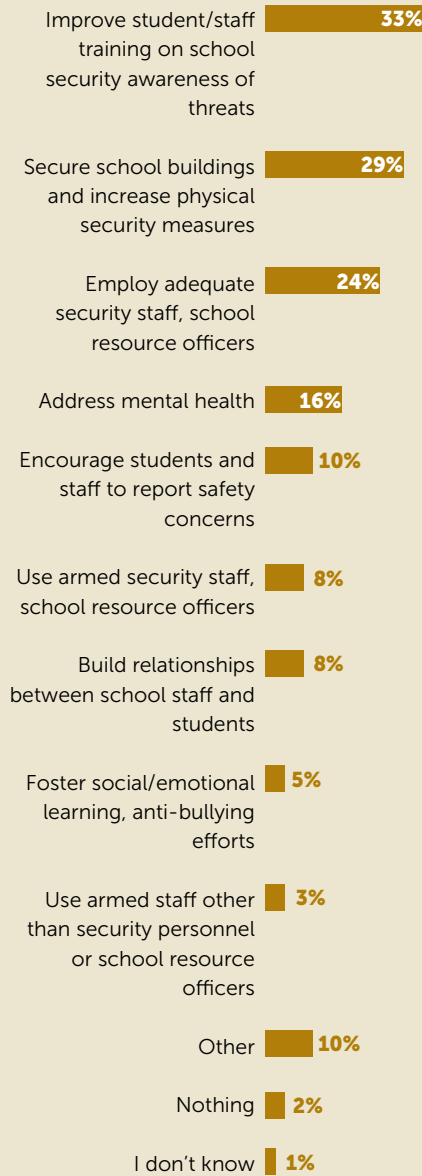 Improve student/staff 33%
training on school
security awareness of
threats
Secure school buildings 29%
and increase physical
security measures
Employ adequate 24%
security staff, school
resource officers
Address mental health 16%
Encourage students and 10%
staff to report safety
concerns
Use armed security staff, 8%
school resource officers
Build relationships 8%
between school staff and
students
Foster social/emotional 5%
learning, anti-bullying
efforts
Use armed staff other 3%
than security personnel
or school resource
officers
Other 10%
Nothing 2%
I don't know 1%